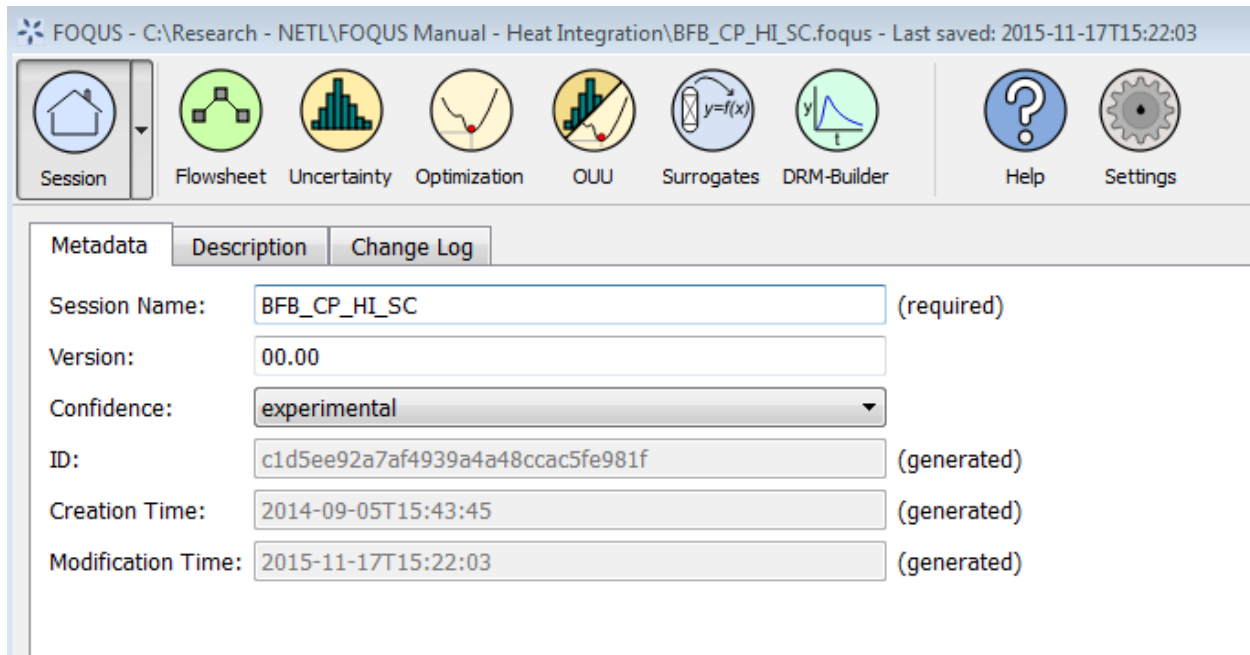 FOQUS - C:\Research - NETL\FOQUS Manual - Heat Integration\BFB_CP_HI_SC.foqus - Last saved: 2015-11-17T15:22:03
y=f(x) y t
Session Flowsheet Uncertainty Optimization OUU Surrogates DRM-Builder Help Settings
Metadata Description Change Log
Session Name: BFB_CP_HI_SC (required)
Version: 00.00
Confidence: experimental
ID: c1d5ee92a7af4939a4a48ccac5fe981f (generated)
Creation Time: 2014-09-05T15:43:45 (generated)
Modification Time: 2015-11-17T15:22:03 (generated)